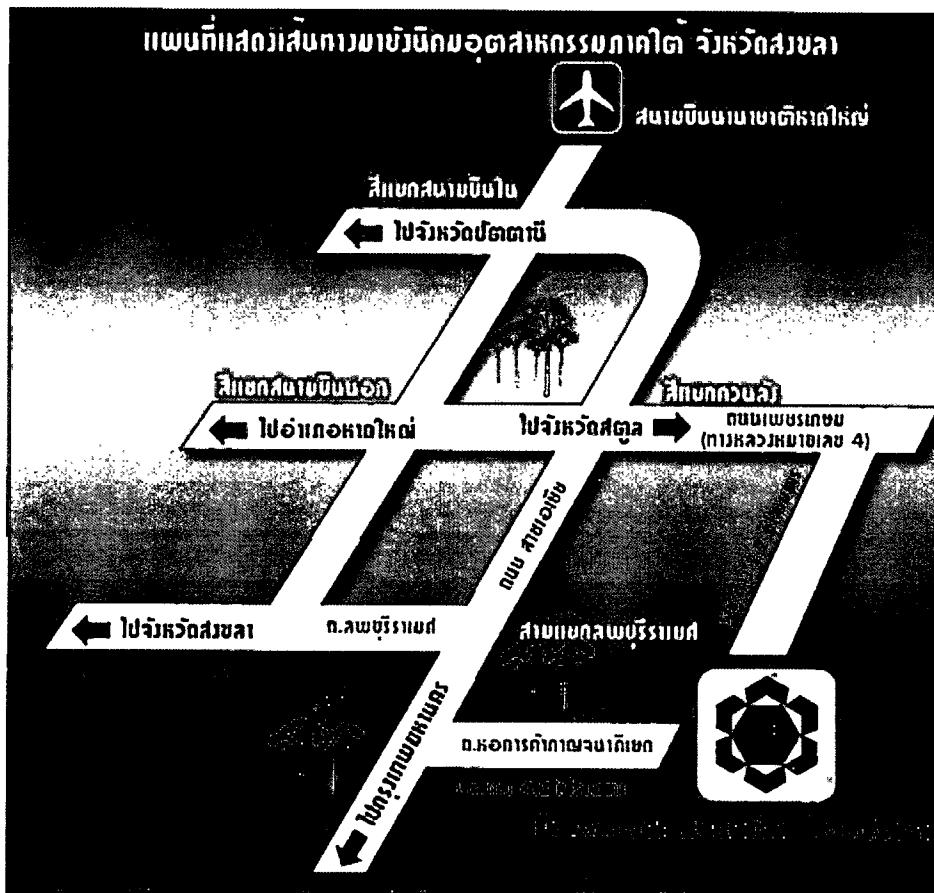 แผนที่แสดงเส้นทางมายังนิคมอุตสาหกรรมภาคใต้ จังหวัดสงขลา
สนามบินนานาชาติหาดใหญ่
สี่แยกสนามบินใน
ไปจังหวัดปัตตานี
สี่แยกสนามบินนอก
สี่แยกควนลัง
ไปอำเภอหาดใหญ่
ไปจังหวัดสตูล
ถนนเพชรเกษม
(ทางหลวงหมายเลข 4)
ถนน สายเอเชีย
ไปจังหวัดสงขลา
ถ.ลพบุรีราเมศ
สามแยกลพบุรีราเมศ
ไปกรุงเทพมหานคร
ถ.หอการค้ากาญจนาภิเษก